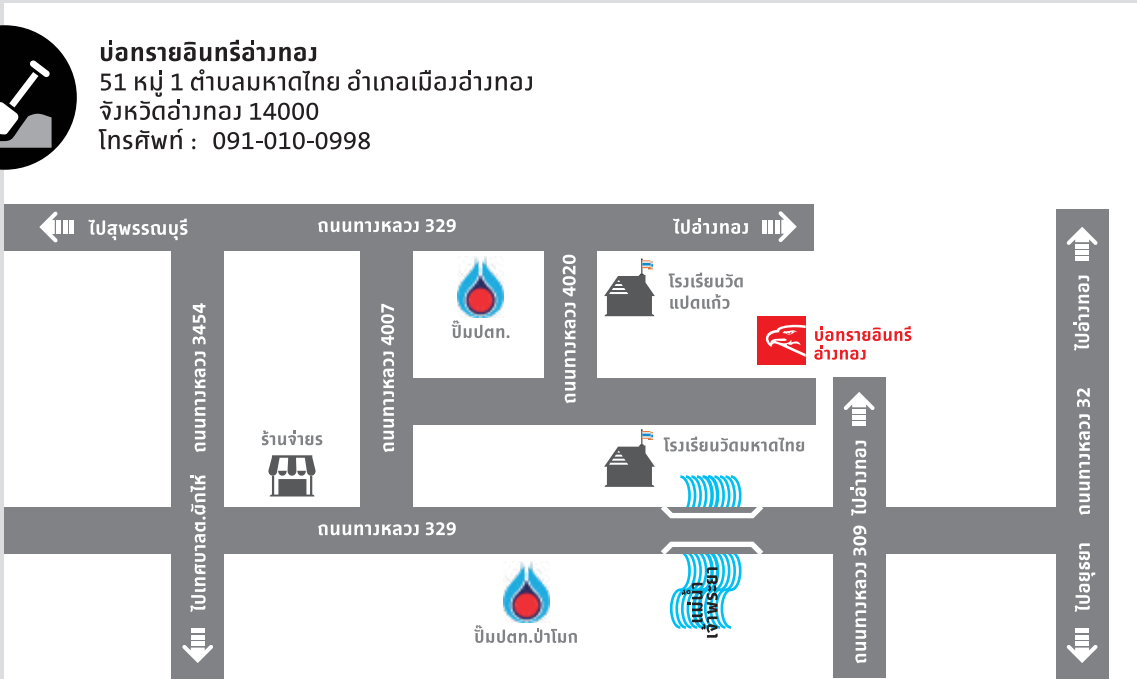 บ่อทรายอินทรีอ่างทอง
51 หมู่ 1 ตำบลมหาดไทย อำเภอเมืองอ่างทอง
จังหวัดอ่างทอง 14000
โทรศัพท์ : 091-010-0998
ไปสุพรรณบุรี
ถนนทางหลวง 329
ไปอ่างทอง
ถนนทางหลวง 3454
ไปเทศบาลต.ผักไห่
ถนนทางหลวง 4007
ปั๊มปตท.
ถนนทางหลวง 4020
โรงเรียนวัด
แปดแก้ว
บ่อทรายอินทรี
อ่างทอง
ร้านจ่ายร
โรงเรียนวัดมหาดไทย
ถนนทางหลวง 329
ปั๊มปตท.ป่าโมก
แม่น้ำ
เจ้าพระยา
ถนนทางหลวง 309 ไปอ่างทอง
ไปอ่างทอง
ถนนทางหลวง 32
ไปอยุธยา